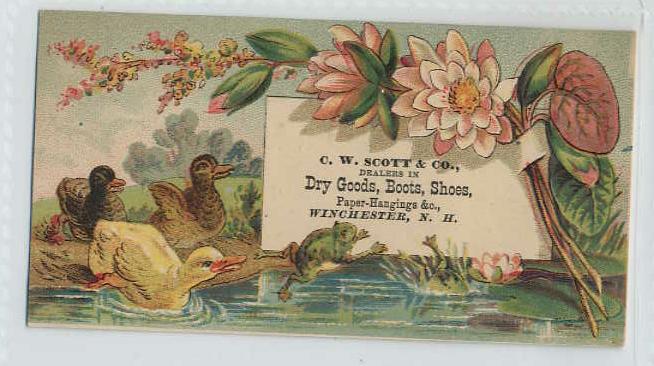 C. W. SCOTT & CO.,
DEALERS IN
Dry Goods, Boots, Shoes,
Paper-Hangings &c.,
WINCHESTER, N. H.